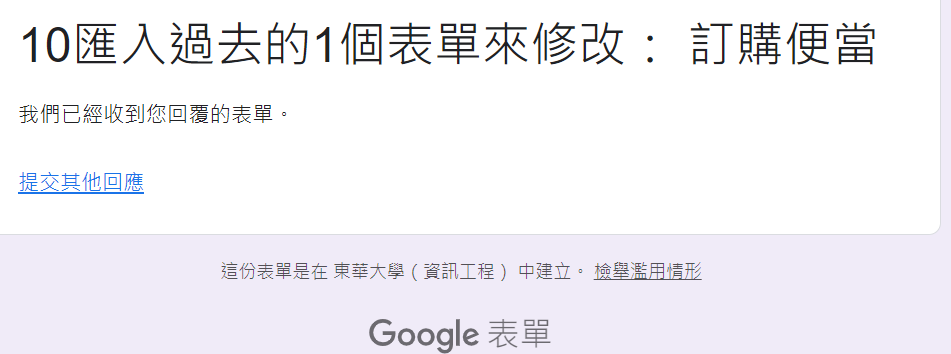 10匯入過去的1個表單來修改： 訂購便當
我們已經收到您回覆的表單。
提交其他回應
這份表單是在 東華大學（資訊工程） 中建立。 檢舉濫用情形
Google 表單